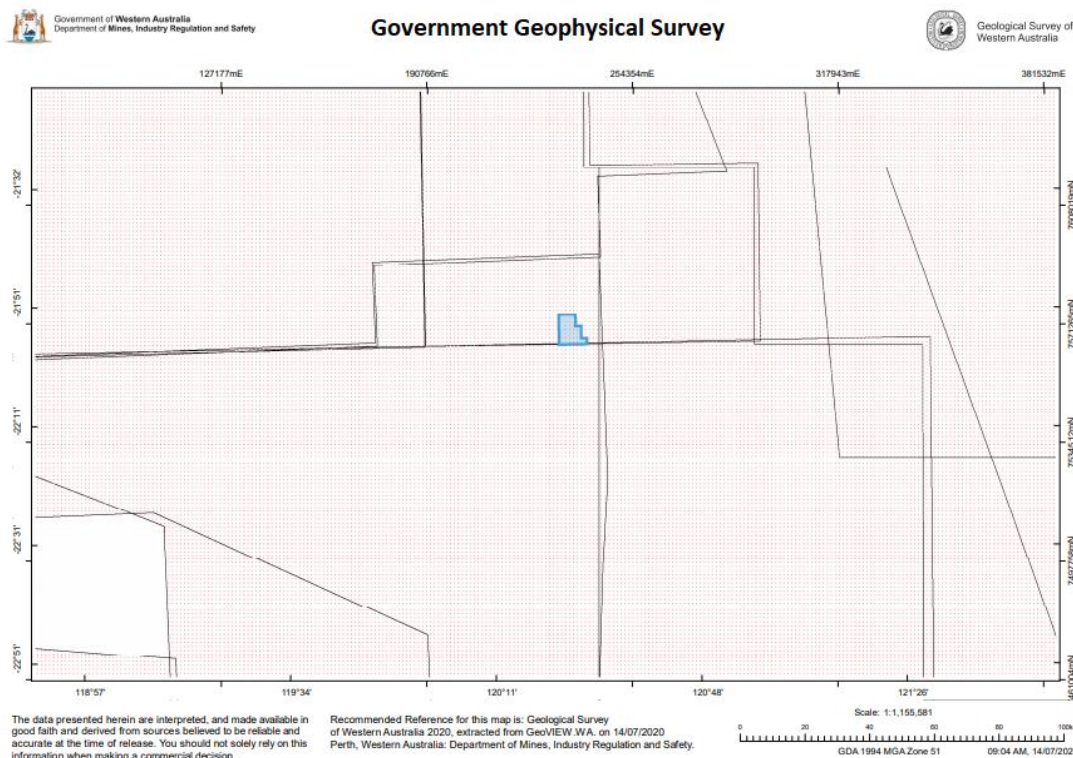 Government of Western Australia
Department of Mines, Industry Regulation and Safety
Government Geophysical Survey
Geological Survey of
Western Australia
127177mE 190766mE 254354mE 317943mE 381532mE
-21°32'
-21°51'
-22°11'
-22°31'
-22°51'
118°57' 119°34' 120°11' 120°48' 121°26'
The data presented herein are interpreted, and made available in
good faith and derived from sources believed to be reliable and
accurate at the time of release. You should not solely rely on this
information when making a commercial decision.
Recommended Reference for this map is: Geological Survey
of Western Australia 2020, extracted from GeoVIEW.WA. on 14/07/2020
Perth, Western Australia: Department of Mines, Industry Regulation and Safety.
Scale: 1:1,155,581
0 20 40 60 80
GDA 1994 MGA Zone 51 09:04 AM, 14/07/202